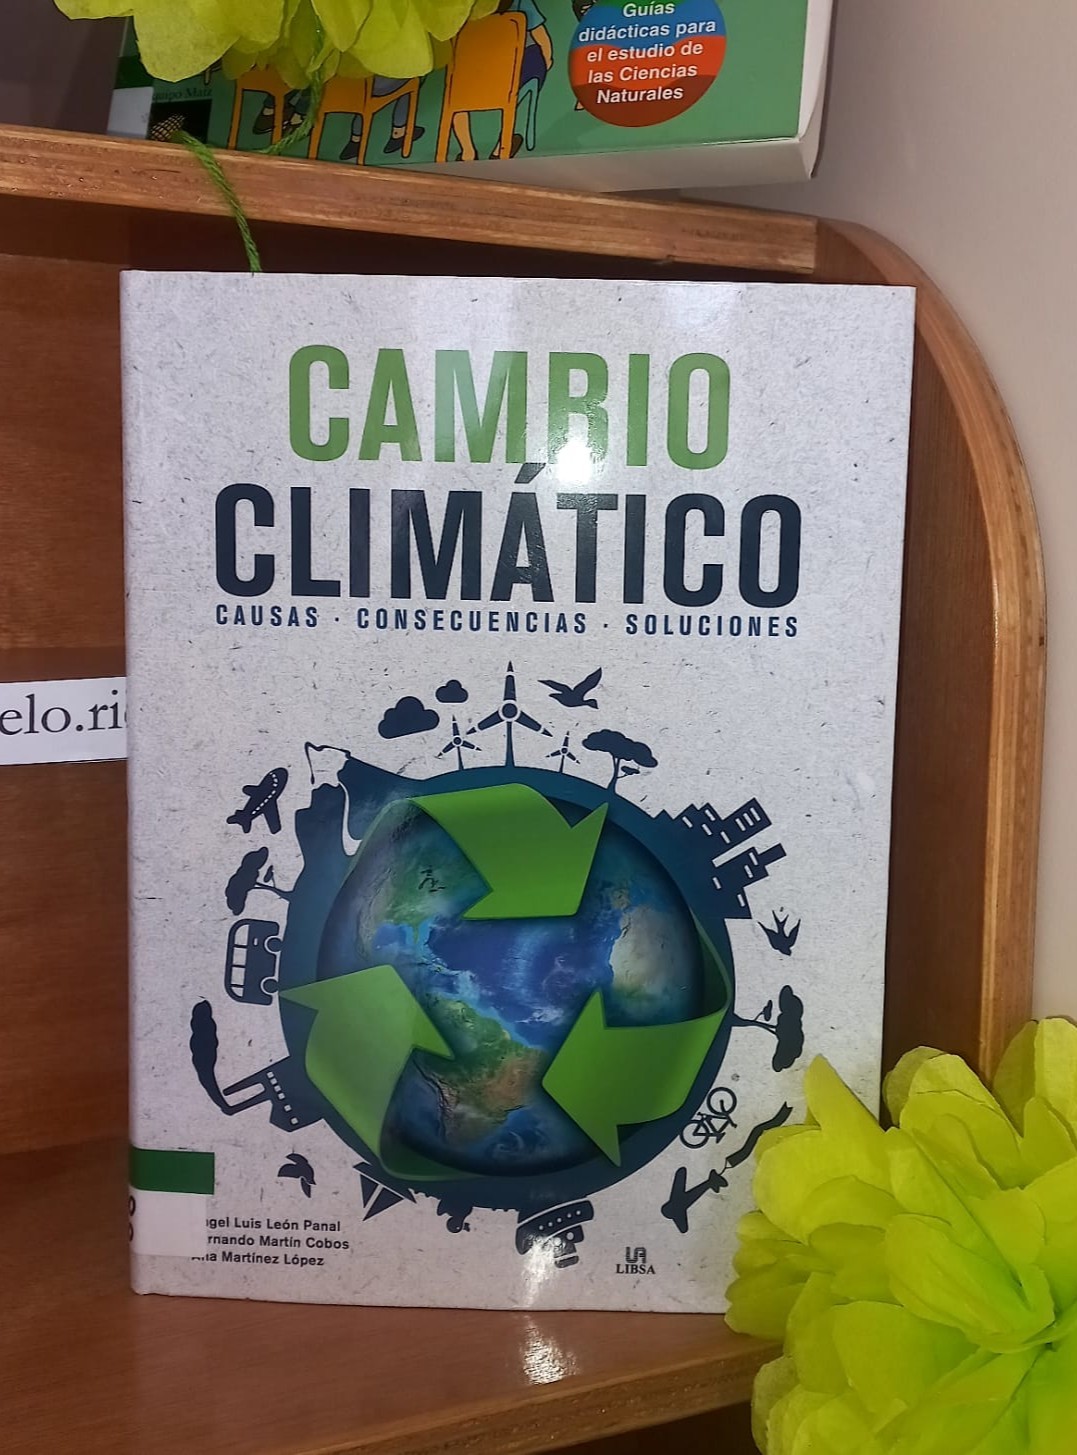 Guías
didácticas para
el estudio de
las Ciencias
Naturales
CAMBIO
CLIMÁTICO
CAUSAS · CONSECUENCIAS · SOLUCIONES
elo.ri
Luis León Panal
Martín Cobos
Martínez López
LIBSA